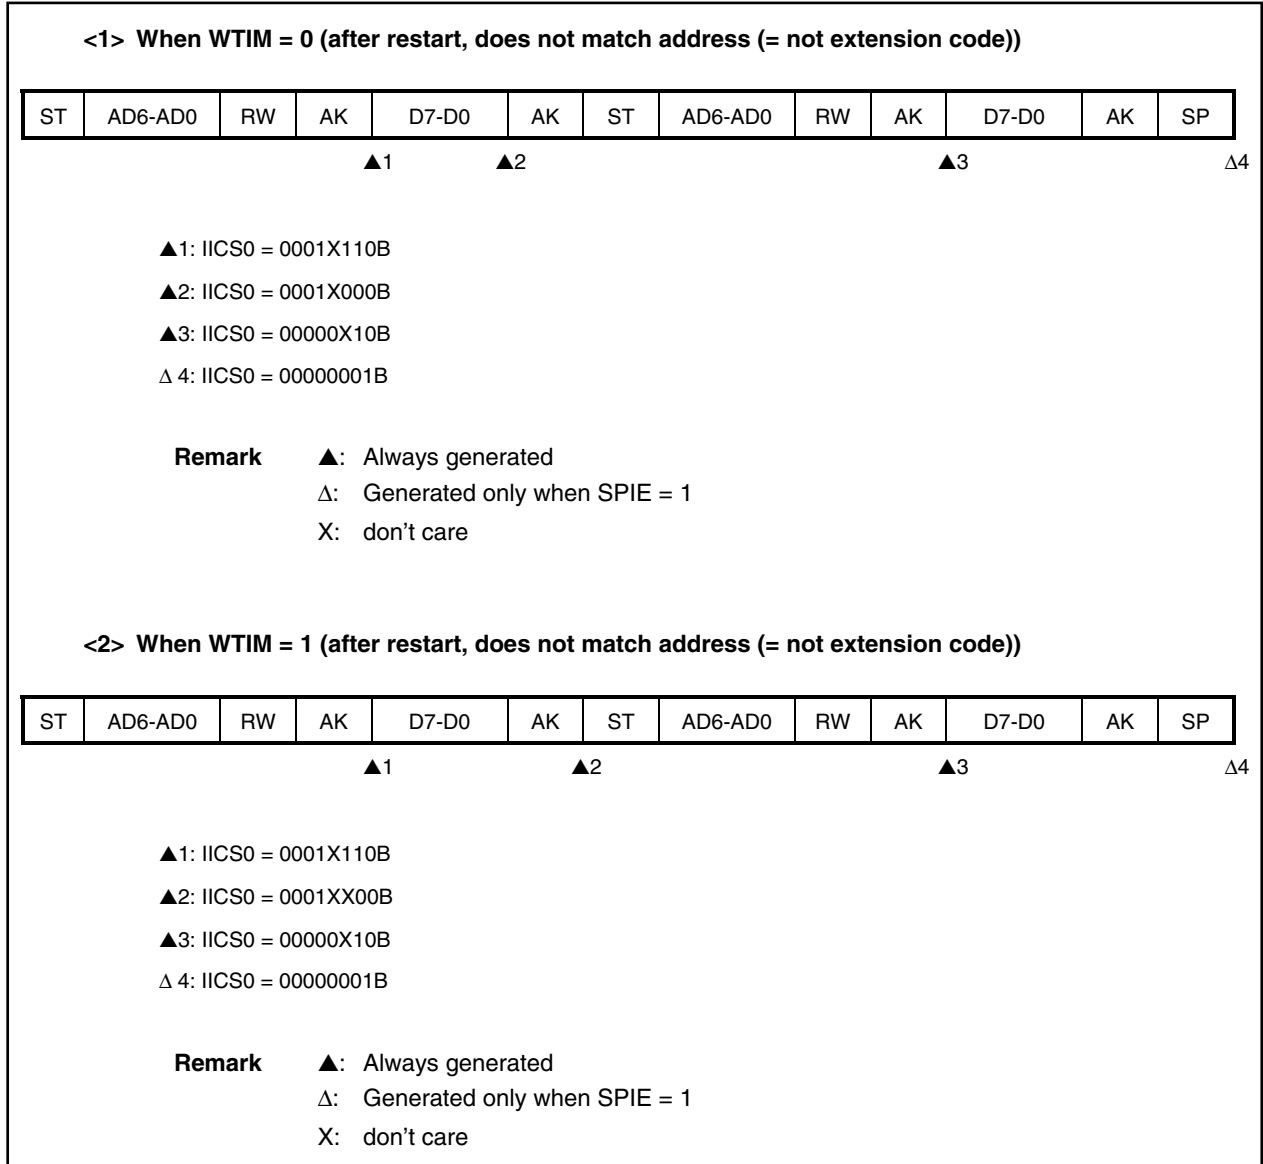 <1> When WTIM = 0 (after restart, does not match address (= not extension code))
ST AD6-AD0 RW AK D7-D0 AK ST AD6-AD0 RW AK D7-D0 AK SP
▲1 ▲2 ▲3 Δ4
▲1: IICS0 = 0001X110B
▲2: IICS0 = 0001X000B
▲3: IICS0 = 00000X10B
Δ 4: IICS0 = 00000001B
Remark ▲: Always generated
Δ: Generated only when SPIE = 1
X: don't care
<2> When WTIM = 1 (after restart, does not match address (= not extension code))
ST AD6-AD0 RW AK D7-D0 AK ST AD6-AD0 RW AK D7-D0 AK SP
▲1 ▲2 ▲3 Δ4
▲1: IICS0 = 0001X110B
▲2: IICS0 = 0001XX00B
▲3: IICS0 = 00000X10B
Δ 4: IICS0 = 00000001B
Remark ▲: Always generated
Δ: Generated only when SPIE = 1
X: don't care